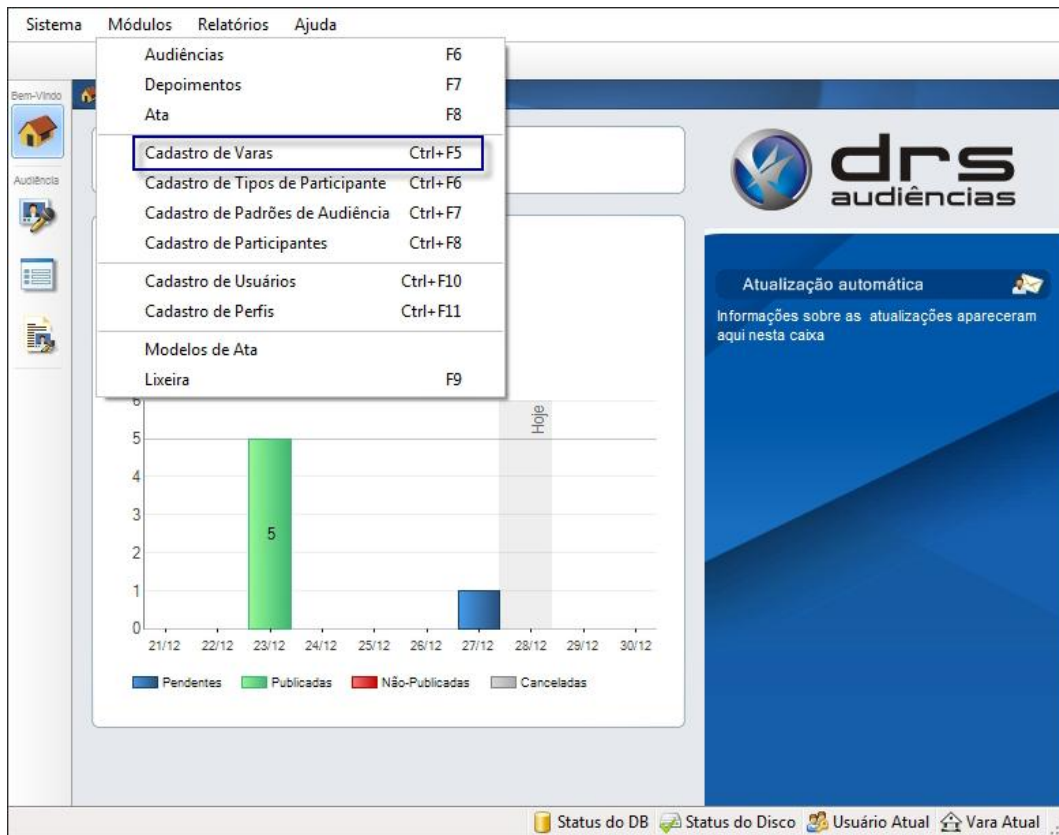 Sistema Módulos Relatórios Ajuda
Audiências F6
Depoimentos F7
Ata F8
Cadastro de Varas Ctrl+F5
Cadastro de Tipos de Participante Ctrl+F6
Cadastro de Padrões de Audiência Ctrl+F7
Cadastro de Participantes Ctrl+F8
Cadastro de Usuários Ctrl+F10
Cadastro de Perfis Ctrl+F11
Modelos de Ata
Lixeira F9
Bem-Vindo
Audiência
drs
audiências
Atualização automática
Informações sobre as atualizações apareceram
aqui nesta caixa
6
5
4
3
2
1
0
5
Hoje
21/12 22/12 23/12 24/12 25/12 26/12 27/12 28/12 29/12 30/12
Pendentes Publicadas Não-Publicadas Canceladas
Status do DB Status do Disco Usuário Atual Vara Atual